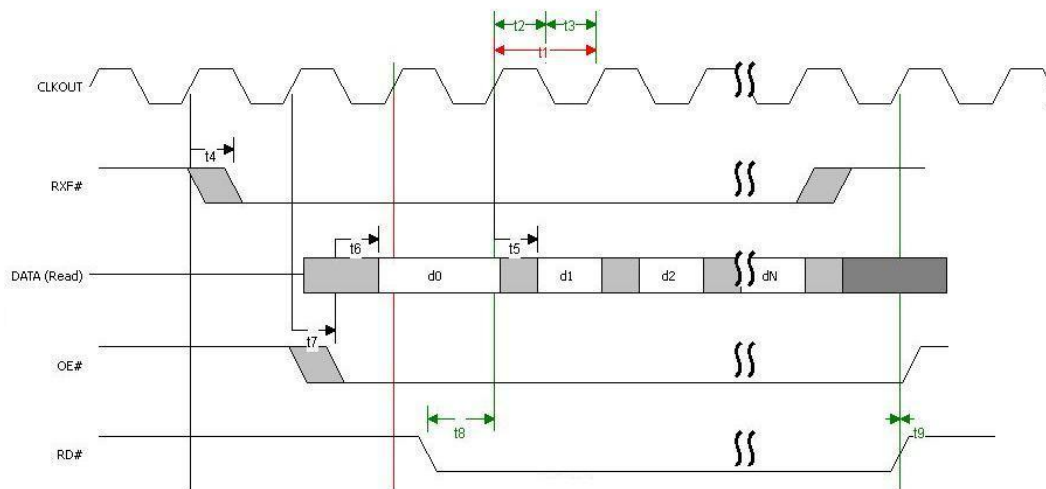 t2 t3
t1
CLKOUT
t4
RXF#
t6 t5
DATA (Read) d0 d1 d2 dN
t7
OE#
t8 t9
RD#